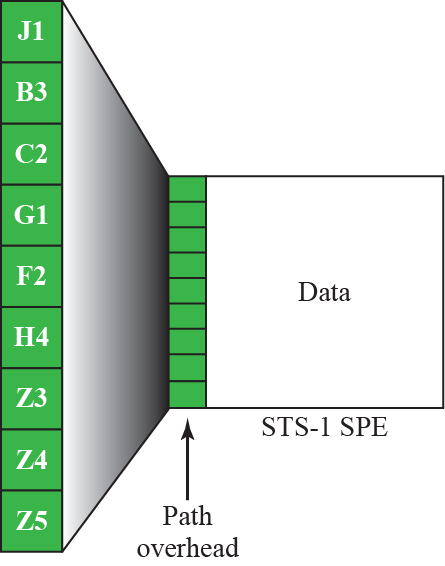 J1
B3
C2
G1
F2
H4
Z3
Z4
Z5
Data
STS-1 SPE
Path
overhead